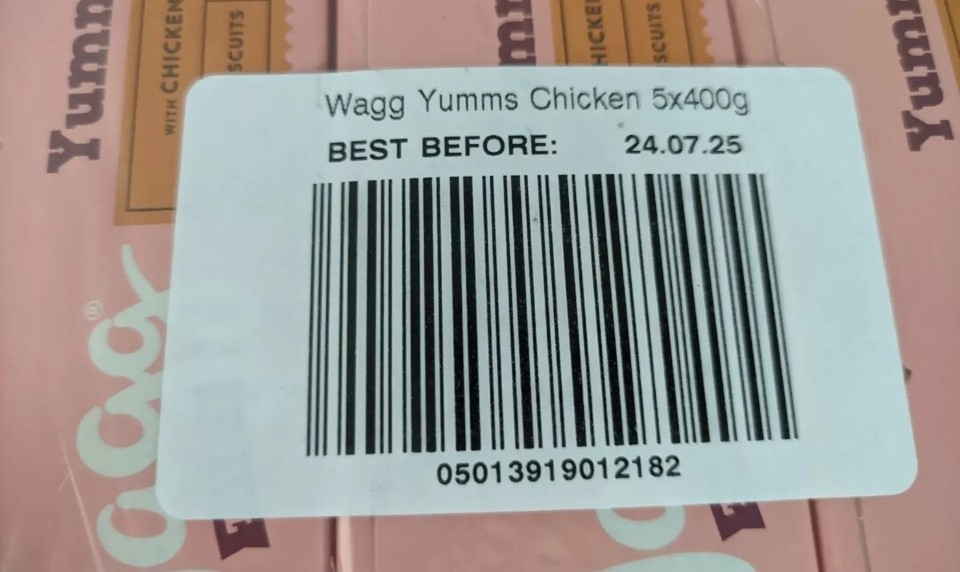 Yumm
WITH CHICKEN
SCUITS
Yumm
HICKEN
SCUITS
Yumm
Wagg Yumms Chicken 5x400g
BEST BEFORE: 24.07.25
05013919012182
®